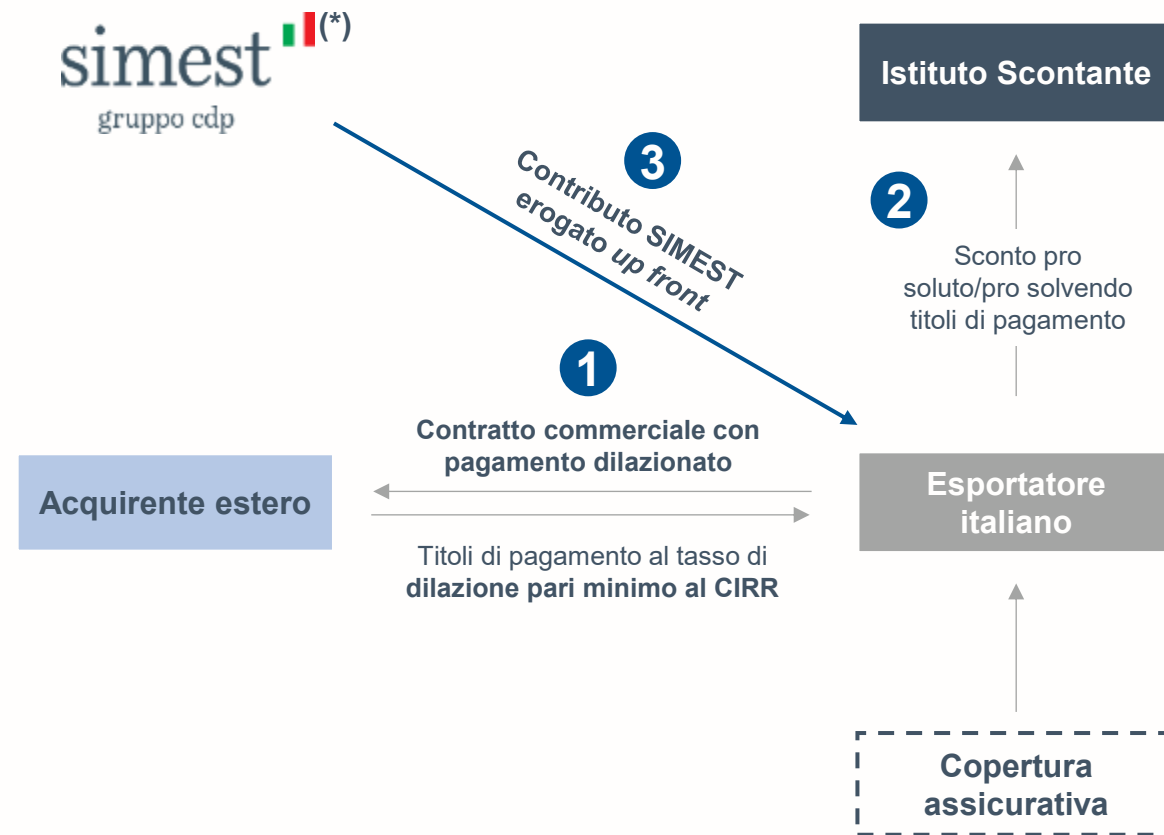 simest (*)
gruppo cdp
Istituto Scontante
3
Contributo SIMEST
erogato up front
2
Sconto pro
soluto/pro solvendo
titoli di pagamento
1
Contratto commerciale con
pagamento dilazionato
Acquirente estero
Esportatore
italiano
Titoli di pagamento al tasso di
dilazione pari minimo al CIRR
Copertura
assicurativa